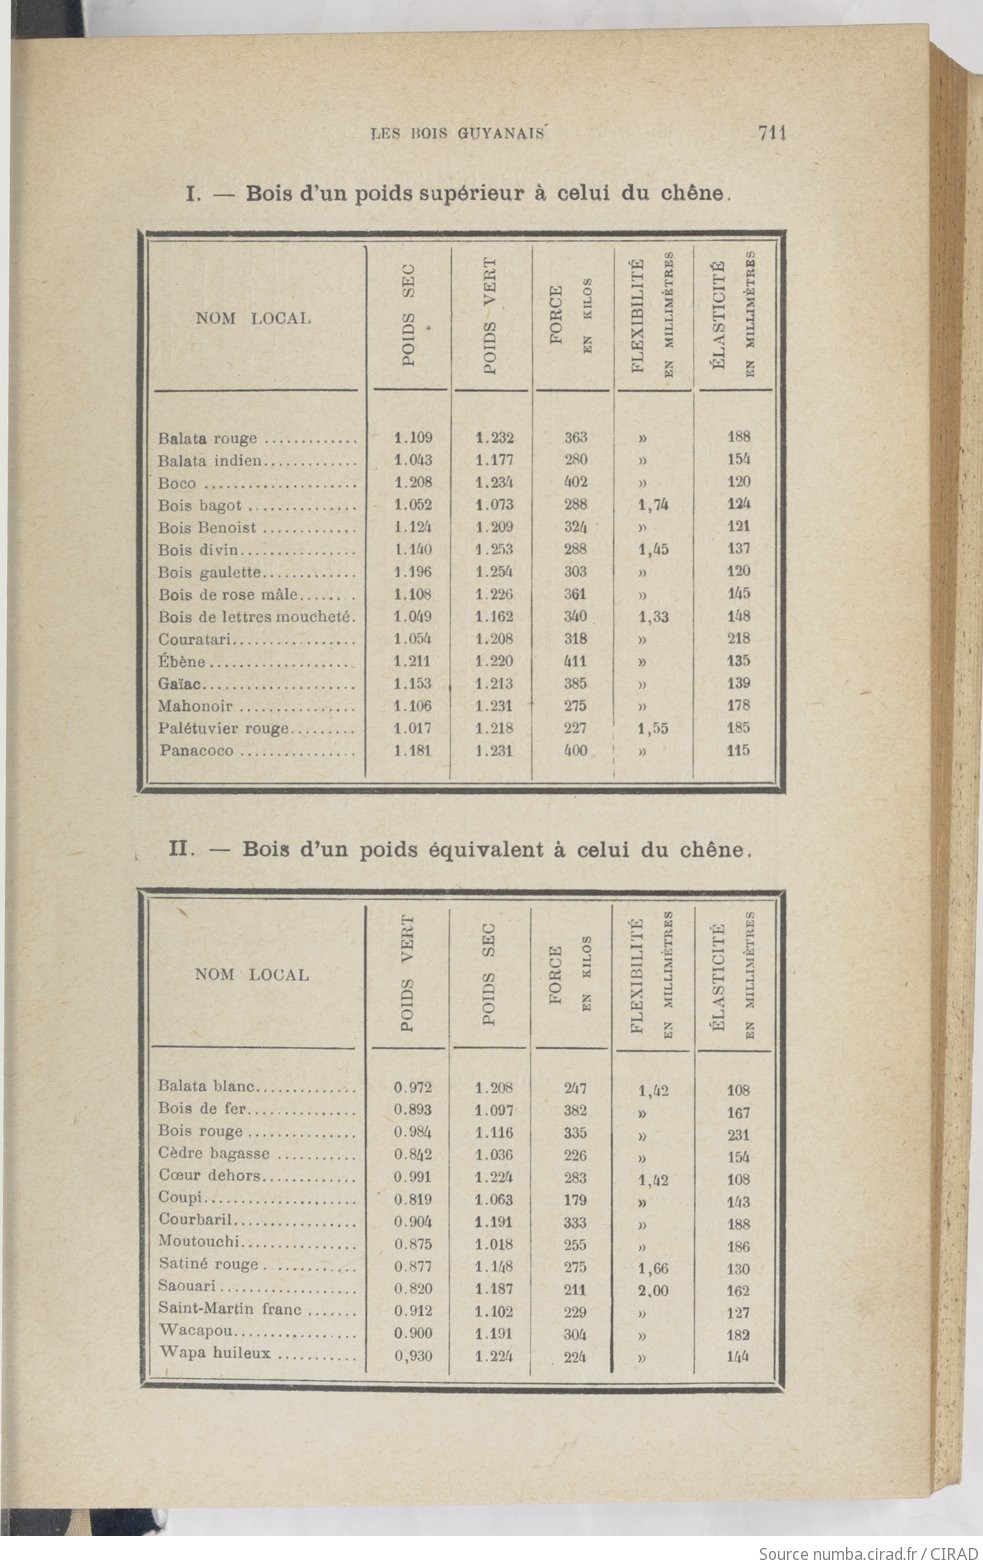 LES BOIS GUYANAIS 711
I. — Bois d'un poids supérieur à celui du chêne.
NOM LOCAL POIDS SEC POIDS VERT FORCE EN KILOS FLEXIBILITÉ EN MILLIMÈTRES ÉLASTICITÉ EN MILLIMÈTRES
Balata rouge ............. 1.109 1.232 363 » 188
Balata indien............. 1.043 1.177 280 » 154
Boco ..................... 1.208 1.234 402 » 120
Bois bagot ............... 1.052 1.073 288 1,74 124
Bois Benoist ............. 1.124 1.209 324 » 121
Bois divin................ 1.140 1.253 288 1,45 137
Bois gaulette............. 1.196 1.254 303 » 120
Bois de rose mâle........ 1.108 1.226 361 » 145
Bois de lettres moucheté. 1.049 1.162 340 1,33 148
Couratari................. 1.054 1.208 318 » 218
Ébène .................... 1.211 1.220 411 » 135
Gaïac..................... 1.153 1.213 385 » 139
Mahonoir ................ 1.106 1.231 275 » 178
Palétuvier rouge......... 1.017 1.218 227 1,55 185
Panacoco ................ 1.181 1.231 400 » 115
II. — Bois d'un poids équivalent à celui du chêne.
NOM LOCAL POIDS VERT POIDS SEC FORCE EN KILOS FLEXIBILITÉ EN MILLIMÈTRES ÉLASTICITÉ EN MILLIMÈTRES
Balata blanc.............. 0.972 1.208 247 1,42 108
Bois de fer............... 0.893 1.097 382 » 167
Bois rouge ............... 0.984 1.116 335 » 231
Cèdre bagasse ........... 0.842 1.036 226 » 154
Cœur dehors............. 0.991 1.224 283 1,42 108
Coupi..................... 0.819 1.063 179 » 143
Courbaril................. 0.904 1.191 333 » 188
Moutouchi................ 0.875 1.018 255 » 186
Satiné rouge ............. 0.877 1.148 275 1,66 130
Saouari ................... 0.820 1.187 211 2,00 162
Saint-Martin franc ....... 0.912 1.102 229 » 127
Wacapou................. 0.900 1.191 304 » 182
Wapa huileux ........... 0,930 1.224 224 » 144
Source numba.cirad.fr / CIRAD